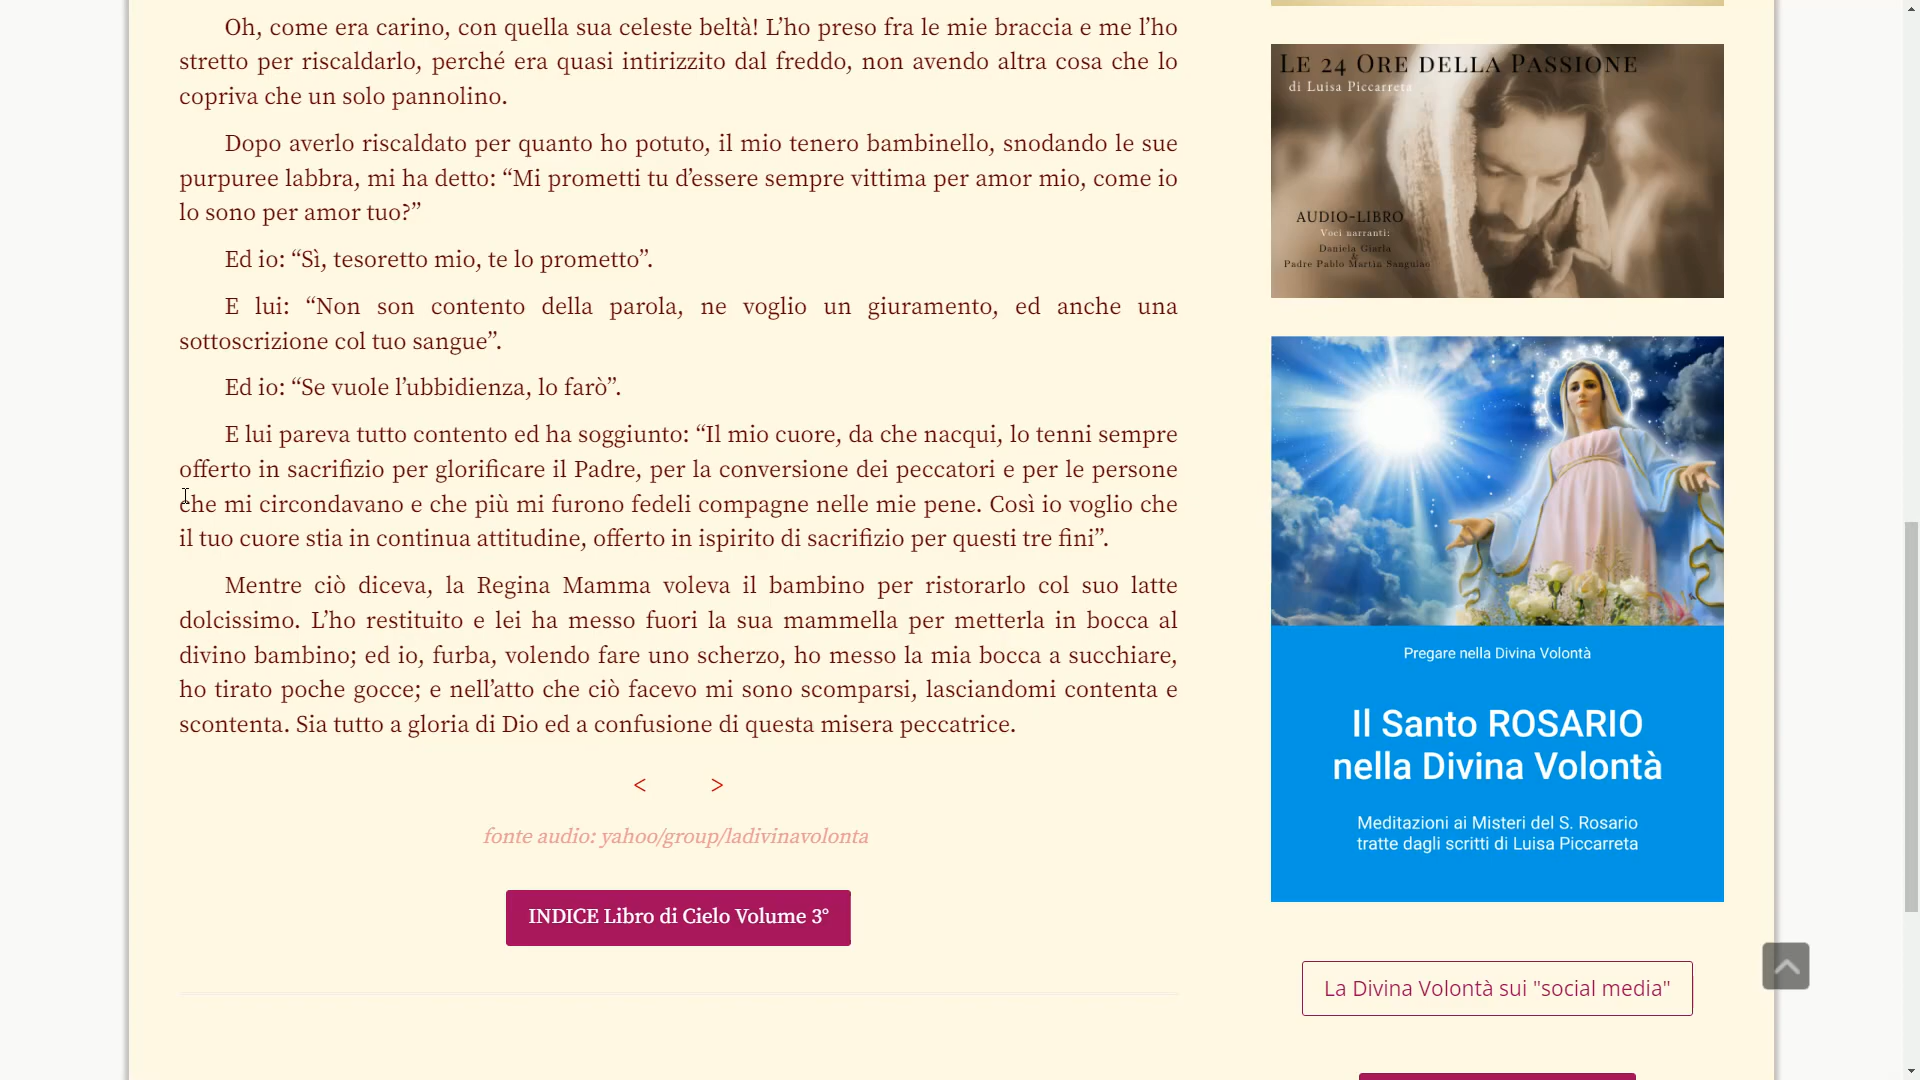 Oh, come era carino, con quella sua celeste beltà! L’ho preso fra le mie braccia e me l’ho
stretto per riscaldarlo, perché era quasi intirizzito dal freddo, non avendo altra cosa che lo
copriva che un solo pannolino.
Dopo averlo riscaldato per quanto ho potuto, il mio tenero bambinello, snodando le sue
purpuree labbra, mi ha detto: “Mi prometti tu d’essere sempre vittima per amor mio, come io
lo sono per amor tuo?”
Ed io: “Sì, tesoretto mio, te lo prometto”.
E lui: “Non son contento della parola, ne voglio un giuramento, ed anche una
sottoscrizione col tuo sangue”.
Ed io: “Se vuole l’ubbidienza, lo farò”.
E lui pareva tutto contento ed ha soggiunto: “Il mio cuore, da che nacqui, lo tenni sempre
offerto in sacrifizio per glorificare il Padre, per la conversione dei peccatori e per le persone
che mi circondavano e che più mi furono fedeli compagne nelle mie pene. Così io voglio che
il tuo cuore stia in continua attitudine, offerto in ispirito di sacrifizio per questi tre fini”.
Mentre ciò diceva, la Regina Mamma voleva il bambino per ristorarlo col suo latte
dolcissimo. L’ho restituito e lei ha messo fuori la sua mammella per metterla in bocca al
divino bambino; ed io, furba, volendo fare uno scherzo, ho messo la mia bocca a succhiare,
ho tirato poche gocce; e nell’atto che ciò facevo mi sono scomparsi, lasciandomi contenta e
scontenta. Sia tutto a gloria di Dio ed a confusione di questa misera peccatrice.
< >
fonte audio: yahoo/group/ladivinavolonta
INDICE Libro di Cielo Volume 3°
Le 24 Ore della Passione
di Luisa Piccarreta
AUDIO-LIBRO
Voci narranti:
Daniela Giarla
&
Padre Pablo Martin Sanguiao
Pregare nella Divina Volontà
Il Santo ROSARIO
nella Divina Volontà
Meditazioni ai Misteri del S. Rosario
tratte dagli scritti di Luisa Piccarreta
La Divina Volontà sui "social media"